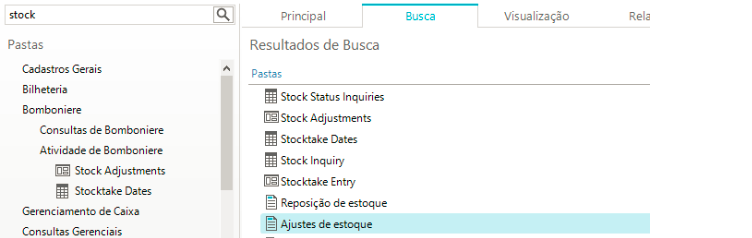 stock
Pastas
Cadastros Gerais
Bilheteria
Bomboniere
Consultas de Bomboniere
Atividade de Bomboniere
Stock Adjustments
Stocktake Dates
Gerenciamento de Caixa
Consultas Gerenciais
Principal
Busca
Visualização
Rela
Resultados de Busca
Pastas
Stock Status Inquiries
Stock Adjustments
Stocktake Dates
Stock Inquiry
Stocktake Entry
Reposição de estoque
Ajustes de estoque